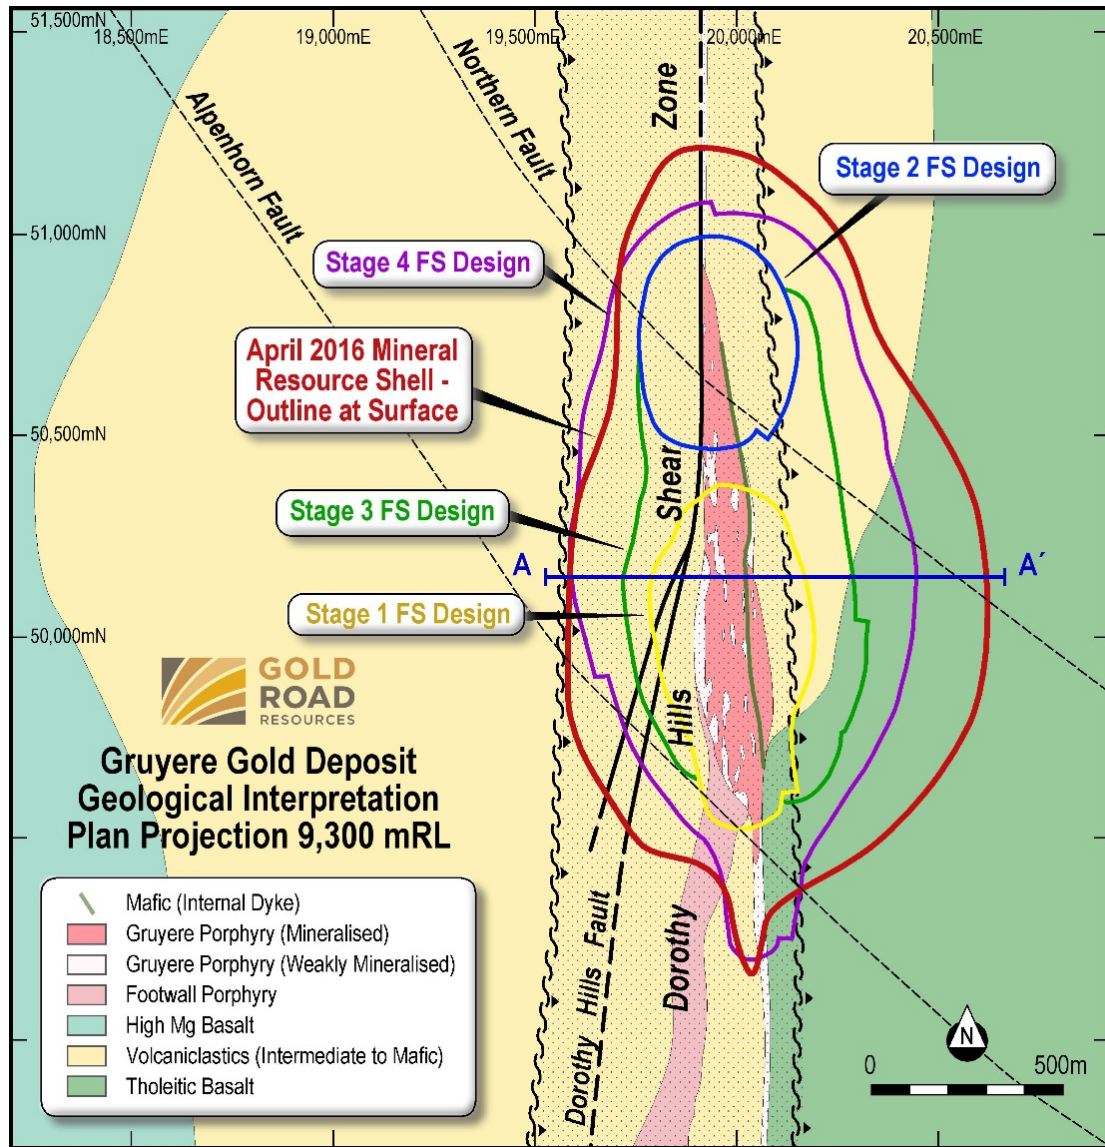 51,500mN
18,500mE
19,000mE
19,500mE
20,000mE
20,500mE
Northern Fault
Zone
Alpenhorn Fault
Stage 2 FS Design
51,000mN
Stage 4 FS Design
April 2016 Mineral
Resource Shell -
Outline at Surface
50,500mN
Shear
Stage 3 FS Design
A
A´
Stage 1 FS Design
50,000mN
Hills
GOLD
ROAD
RESOURCES
Gruyere Gold Deposit
Geological Interpretation
Plan Projection 9,300 mRL
Mafic (Internal Dyke)
Gruyere Porphyry (Mineralised)
Gruyere Porphyry (Weakly Mineralised)
Footwall Porphyry
High Mg Basalt
Volcaniclastics (Intermediate to Mafic)
Tholeitic Basalt
Dorothy Hills Fault
Dorothy
N
0
500m